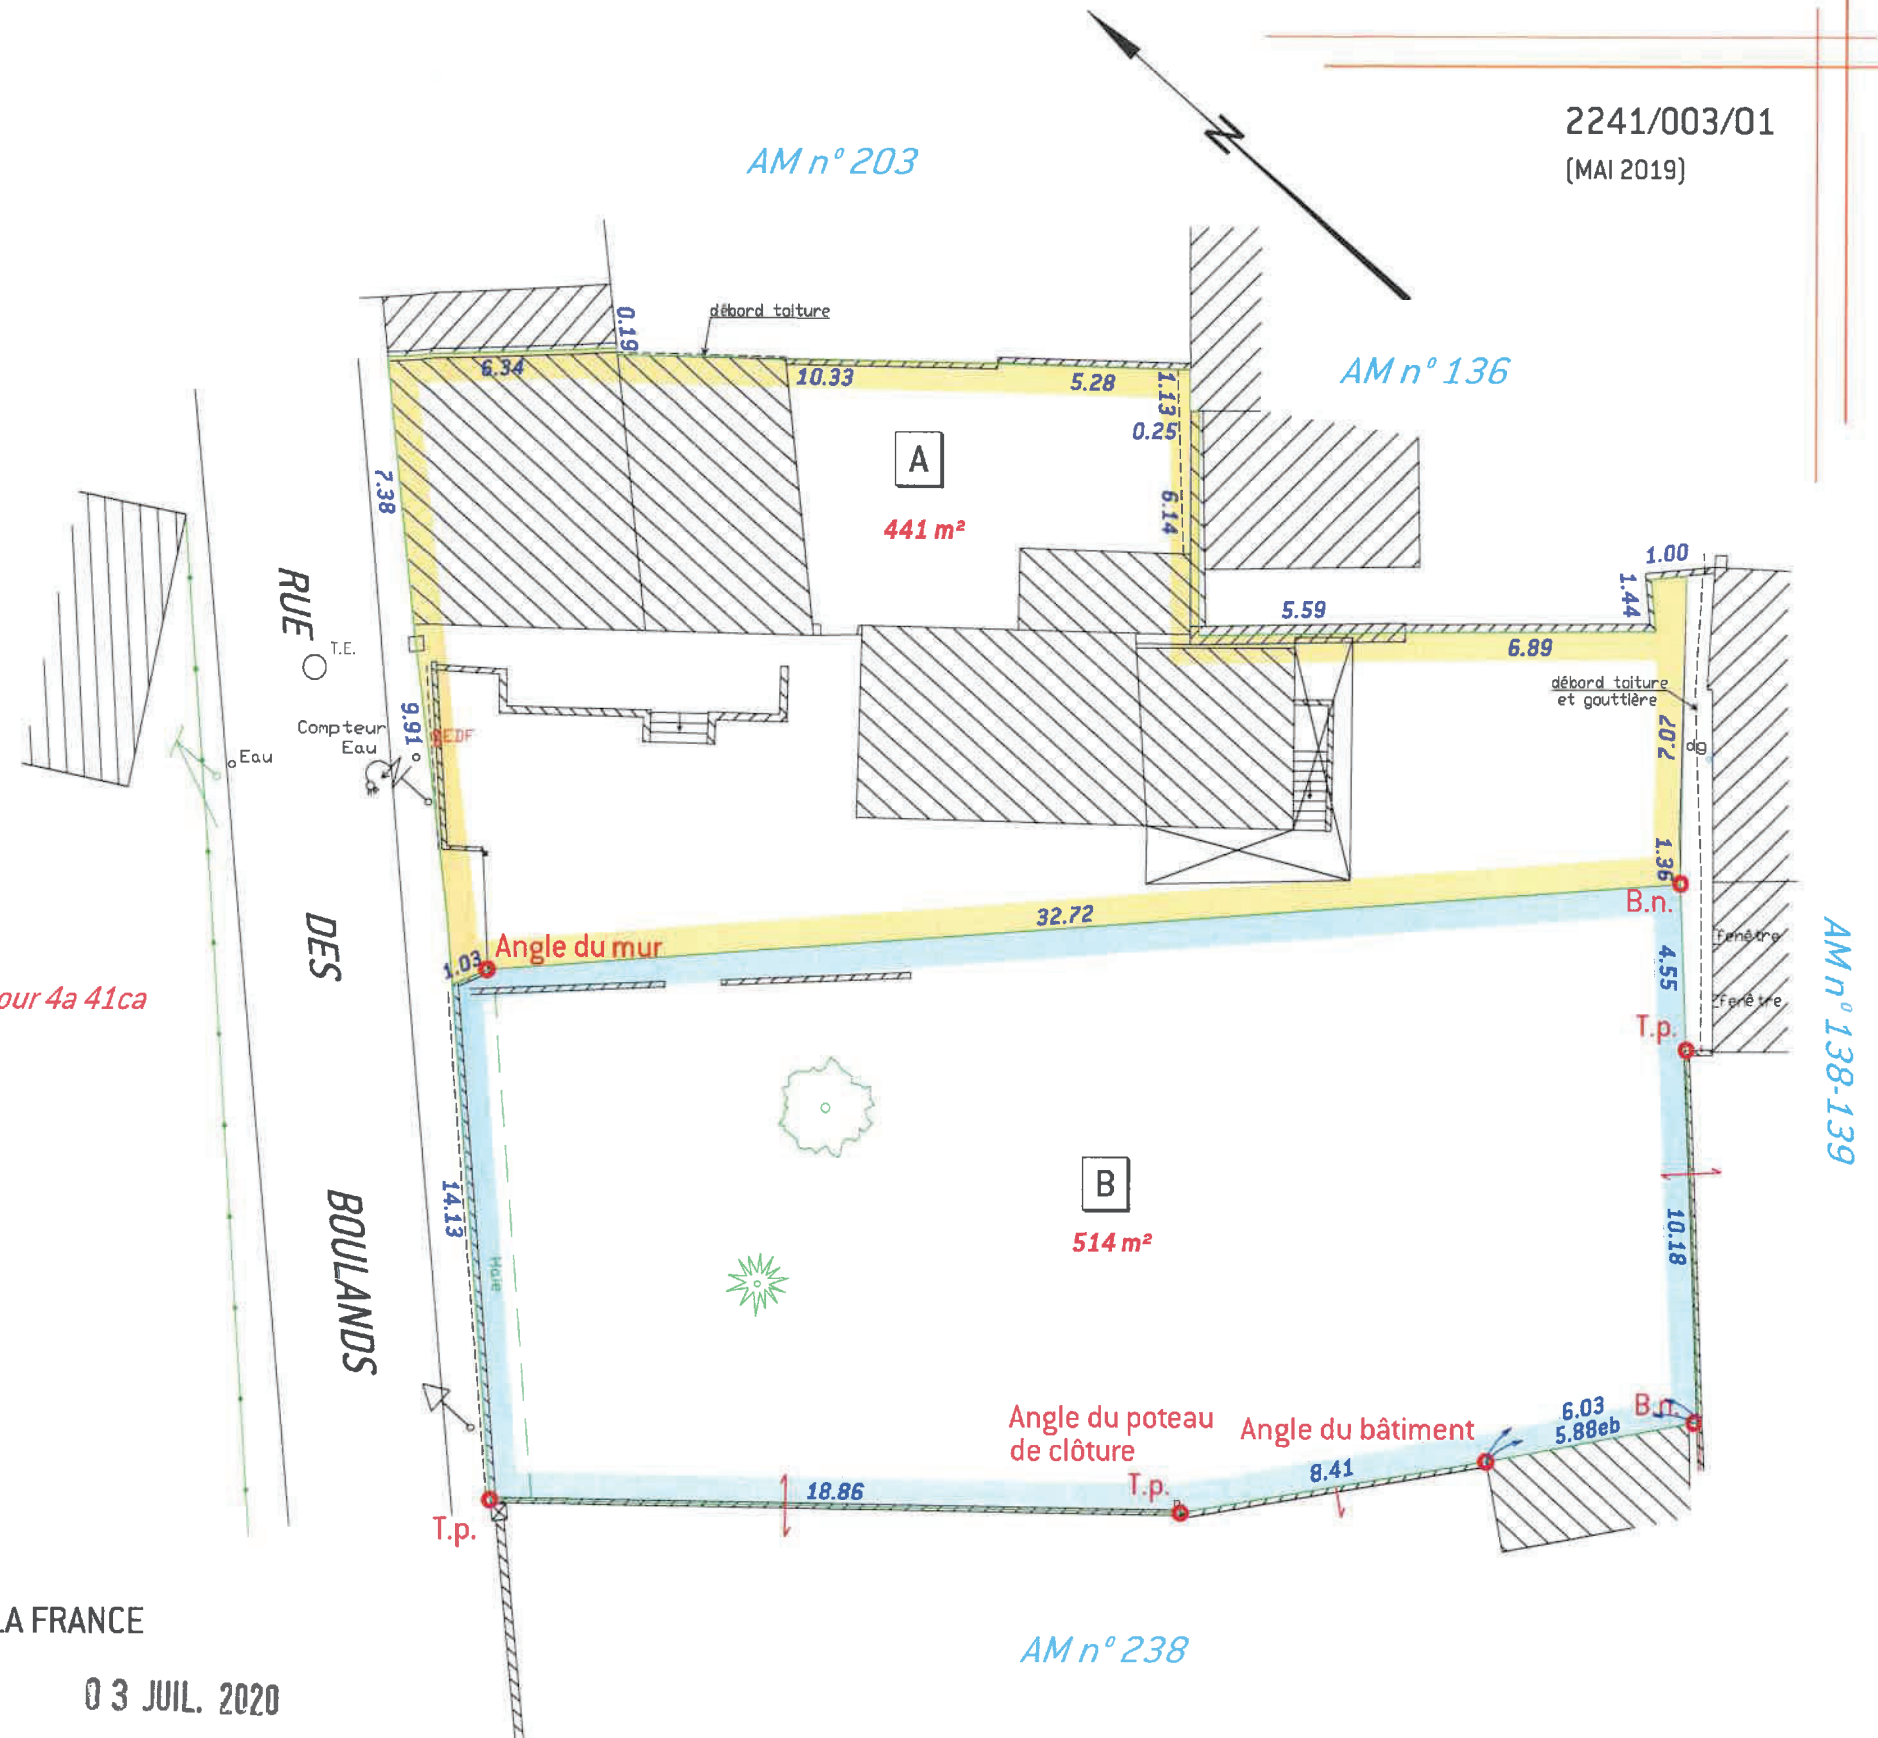 2241/003/01
(MAI 2019)
AM n° 203
N
débord toiture
0.19
6.34
10.33
5.28
1.13
0.25
AM n° 136
A
441 m²
7.38
6.14
1.00
1.44
5.59
6.89
RUE
T.E.
débord toiture
et gouttière
9.91
Compteur
Eau
EDF
Eau
7.07
dg
1.36
B.n.
32.72
DES
Angle du mur
1.03
fenêtre
4.55
fenêtre
AM n° 138-139
our 4a 41ca
T.p.
B
514 m²
14.13
Haie
10.18
BOULANDS
Angle du poteau
de clôture
Angle du bâtiment
6.03
5.88eb
B.n.
8.41
18.86
T.p.
T.p.
LA FRANCE
AM n° 238
03 JUIL. 2020